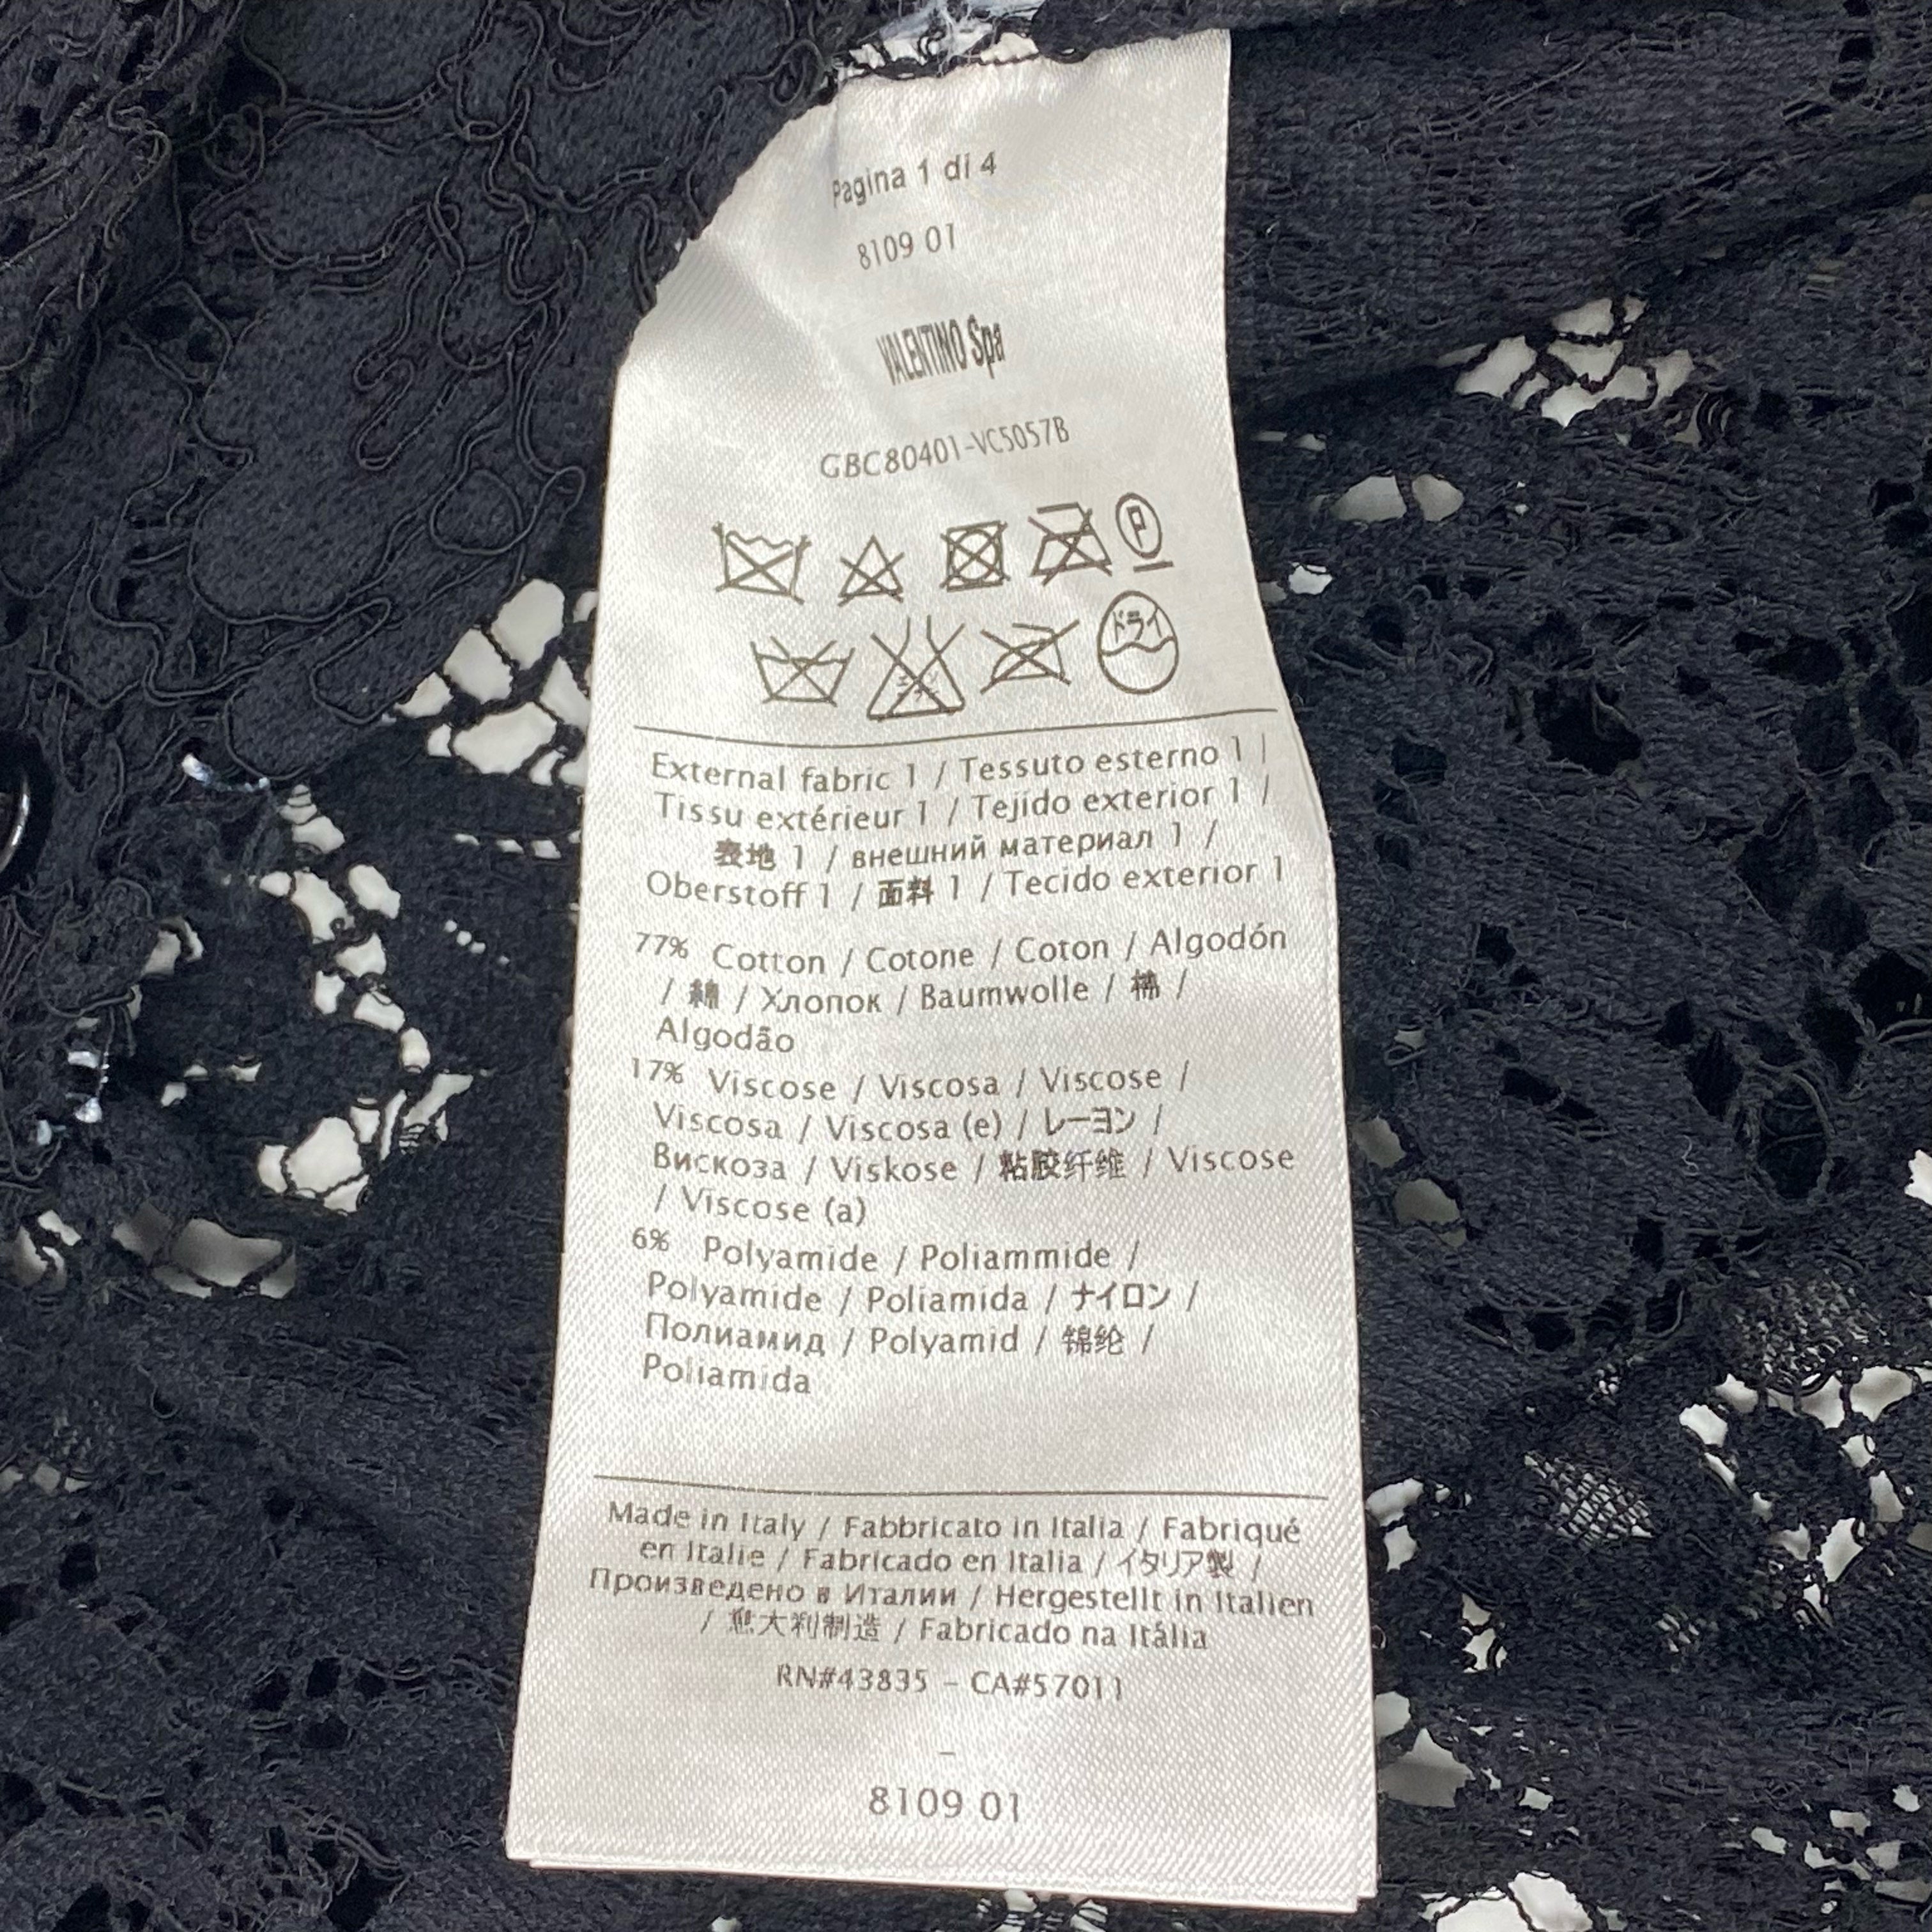 Pagina 1 di 4
8109 01
VALENTINO Spa
GBC80401-VC5057B
P
ドライ
External fabric 1 / Tessuto esterno 1 /
Tissu extérieur 1 / Tejido exterior 1 /
表地 1 / внешний материал 1 /
Oberstoff 1 / 面料 1 / Tecido exterior 1
77% Cotton / Cotone / Coton / Algodón
/ 綿 / Хлопок / Baumwolle / 棉 /
Algodão
17% Viscose / Viscosa / Viscose /
Viscosa / Viscosa (e) / レーヨン /
Вискоза / Viskose / 粘胶纤维 / Viscose
/ Viscose (a)
6% Polyamide / Poliammide /
Polyamide / Poliamida / ナイロン /
Полиамид / Polyamid / 锦纶 /
Poliamida
Made in Italy / Fabbricato in Italia / Fabriqué
en Italie / Fabricado en Italia / イタリア製 /
Произведено в Италии / Hergestellt in Italien
/ 意大利制造 / Fabricado na Itália
RN#43835 - CA#57011
-
8109 01